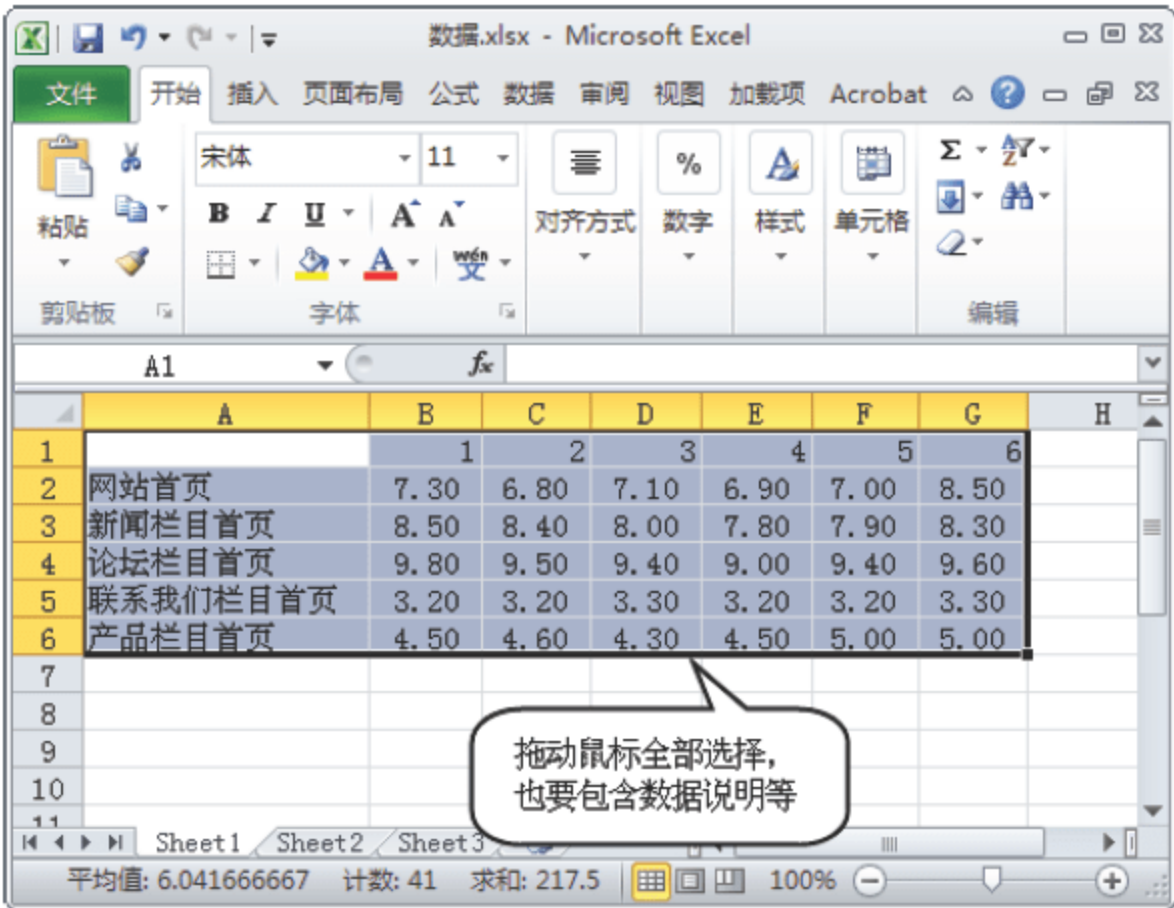 数据.xlsx - Microsoft Excel
文件 开始 插入 页面布局 公式 数据 审阅 视图 加载项 Acrobat
宋体 11 Σ
粘贴 B I U A A 对齐方式 % 数字 样式 单元格
A wén 文
剪贴板 字体 编辑
A1 fx
A B C D E F G H
1 1 2 3 4 5 6
2 网站首页 7.30 6.80 7.10 6.90 7.00 8.50
3 新闻栏目首页 8.50 8.40 8.00 7.80 7.90 8.30
4 论坛栏目首页 9.80 9.50 9.40 9.00 9.40 9.60
5 联系我们栏目首页 3.20 3.20 3.30 3.20 3.20 3.30
6 产品栏目首页 4.50 4.60 4.30 4.50 5.00 5.00
7
8
9
10
11
拖动鼠标全部选择,
也要包含数据说明等
Sheet1 Sheet2 Sheet3
平均值: 6.041666667 计数: 41 求和: 217.5 100%